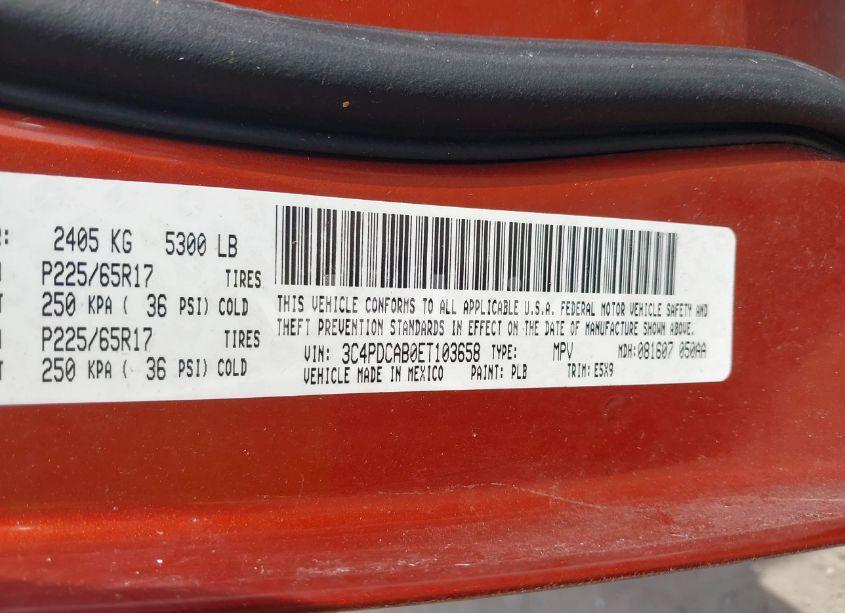 R: 2405 KG 5300 LB
P225/65R17 TIRES
T 250 KPA ( 36 PSI) COLD
P225/65R17 TIRES
T 250 KPA ( 36 PSI) COLD
THIS VEHICLE CONFORMS TO ALL APPLICABLE U.S.A. FEDERAL MOTOR VEHICLE SAFETY AND
THEFT PREVENTION STANDARDS IN EFFECT ON THE DATE OF MANUFACTURE SHOWN ABOVE.
VIN: 3C4PDCAB0ET103658 TYPE: MPV MDH: 081607 050AA
VEHICLE MADE IN MEXICO PAINT: PLB TRIM: E5X9